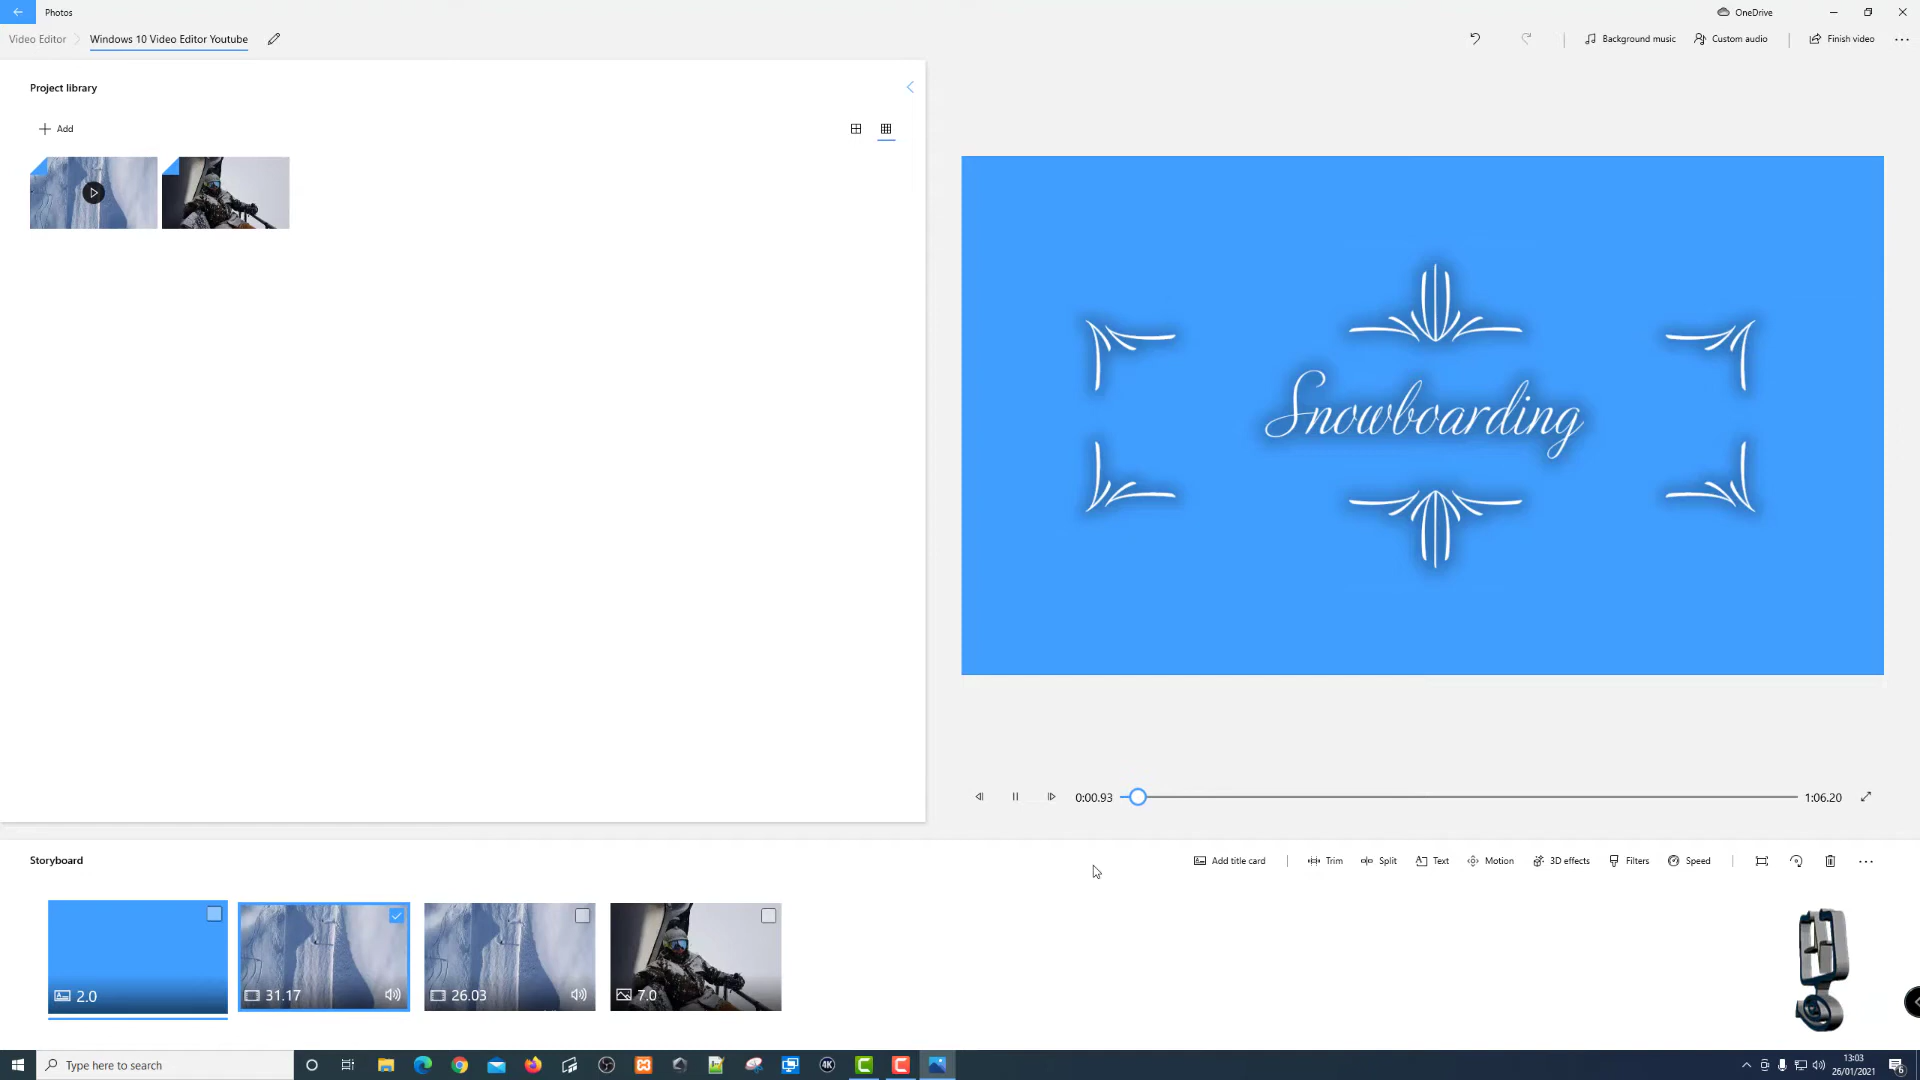 Photos
OneDrive
Video Editor
Windows 10 Video Editor Youtube
Background music
Custom audio
Finish video
Project library
Add
Snowboarding
0:00.93
1:06.20
Storyboard
Add title card
Trim
Split
Text
Motion
3D effects
Filters
Speed
2.0
31.17
26.03
7.0
Type here to search
4K
13:03
26/01/2021
6